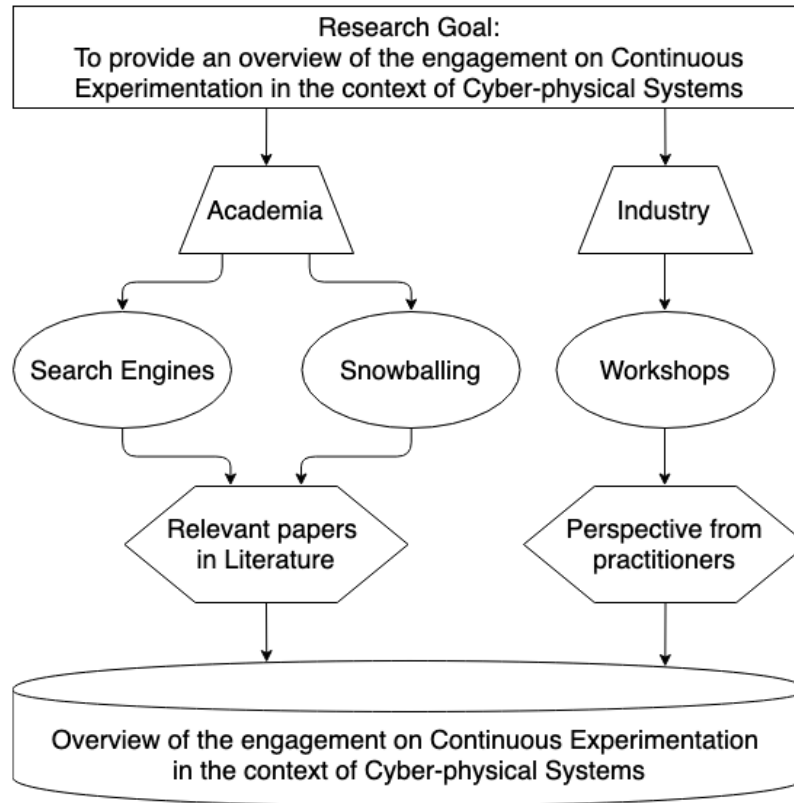 Research Goal:
To provide an overview of the engagement on Continuous
Experimentation in the context of Cyber-physical Systems
Academia
Industry
Search Engines
Snowballing
Workshops
Relevant papers
in Literature
Perspective from
practitioners
Overview of the engagement on Continuous Experimentation
in the context of Cyber-physical Systems